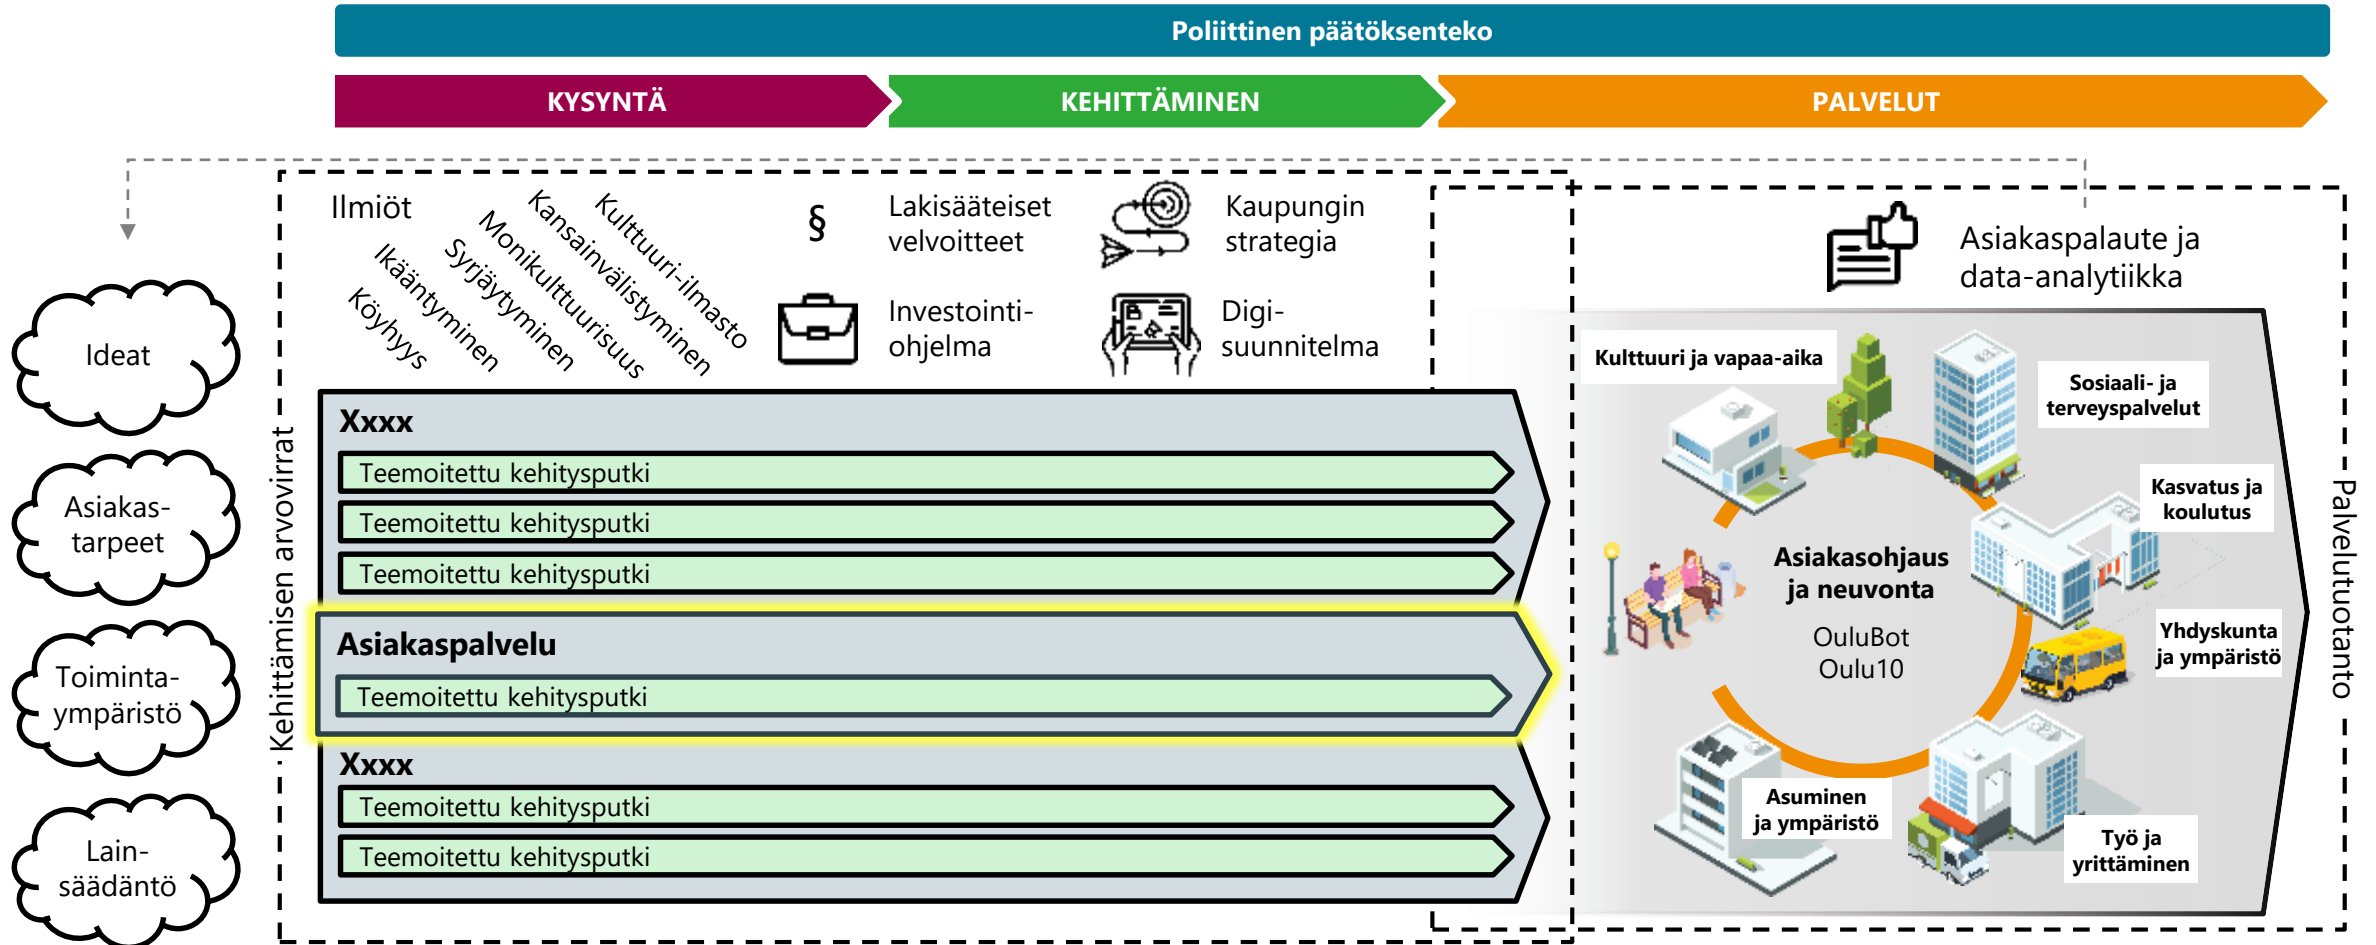 Poliittinen päätöksenteko
KYSYNTÄ
KEHITTÄMINEN
PALVELUT
Ilmiöt
Köyhyys
Ikääntyminen
Syrjäytyminen
Monikulttuurisuus
Kansainvälistyminen
Kulttuuri-ilmasto
§
Lakisääteiset
velvoitteet
Kaupungin
strategia
Investointi-
ohjelma
Digi-
suunnitelma
Asiakaspalaute ja
data-analytiikka
Ideat
Asiakas-
tarpeet
Toiminta-
ympäristö
Lain-
säädäntö
Kehittämisen arvovirrat
Xxxx
Teemoitettu kehitysputki
Teemoitettu kehitysputki
Teemoitettu kehitysputki
Asiakaspalvelu
Teemoitettu kehitysputki
Xxxx
Teemoitettu kehitysputki
Teemoitettu kehitysputki
Kulttuuri ja vapaa-aika
Sosiaali- ja
terveyspalvelut
Kasvatus ja
koulutus
Asiakasohjaus
ja neuvonta
OuluBot
Oulu10
Yhdyskunta
ja ympäristö
Asuminen
ja ympäristö
Työ ja
yrittäminen
Palvelutuotanto